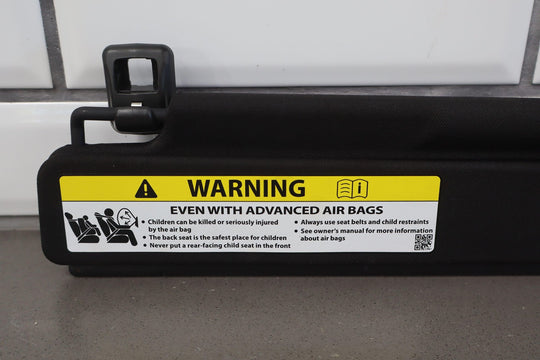 WARNING
EVEN WITH ADVANCED AIR BAGS
• Children can be killed or seriously injured
by the air bag
• The back seat is the safest place for children
• Never put a rear-facing child seat in the front
• Always use seat belts and child restraints
• See owner's manual for more information
about air bags